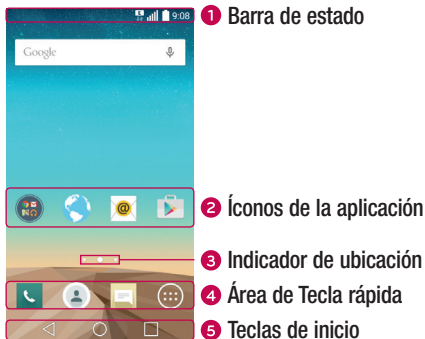 9:08
1 Barra de estado
Google
@
2 Íconos de la aplicación
3 Indicador de ubicación
4 Área de Tecla rápida
5 Teclas de inicio